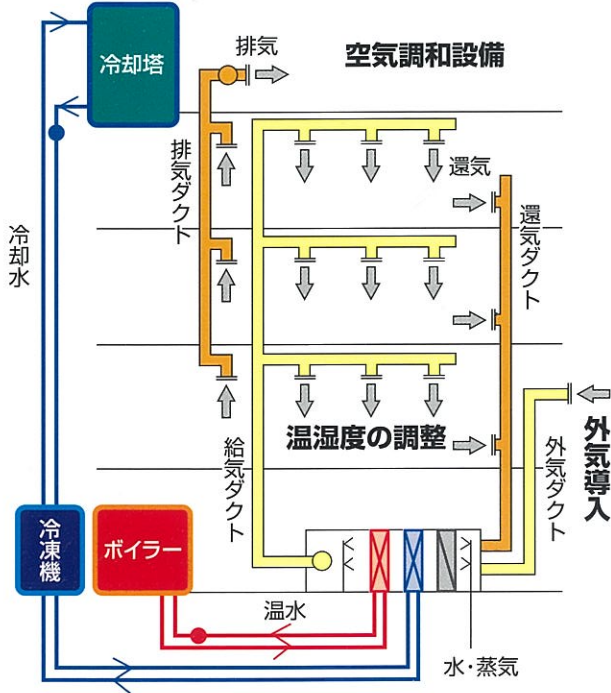 冷却塔
排気
空気調和設備
排気ダクト
還気
還気ダクト
冷却水
給気ダクト
温湿度の調整
外気ダクト
外気導入
冷凍機
ボイラー
温水
水・蒸気